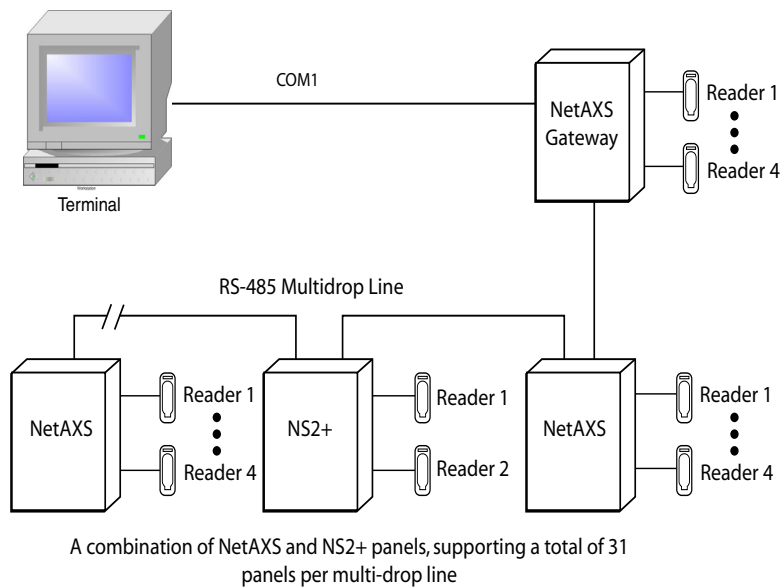 COM1
NetAXS
Gateway
Reader 1
Reader 4
Terminal
RS-485 Multidrop Line
NetAXS
Reader 1
Reader 4
NS2+
Reader 1
Reader 2
NetAXS
Reader 1
Reader 4
A combination of NetAXS and NS2+ panels, supporting a total of 31
panels per multi-drop line